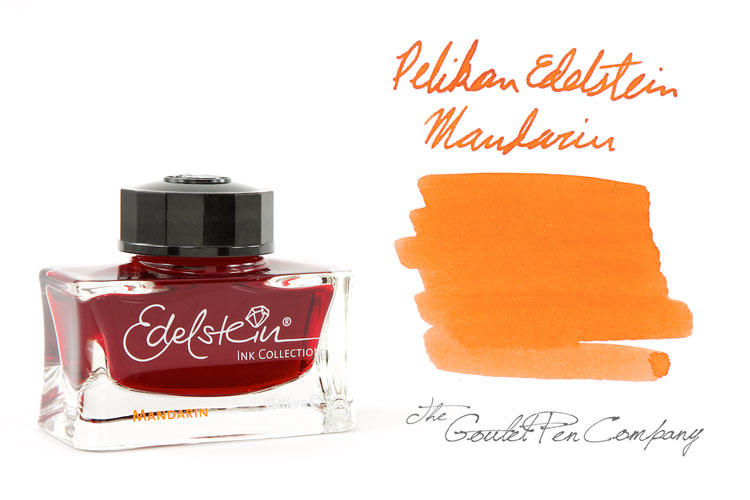 Pelikan Edelstein
Mandarin
Edelstein®
INK COLLECTION
MANDARIN
The Goulet Pen Company